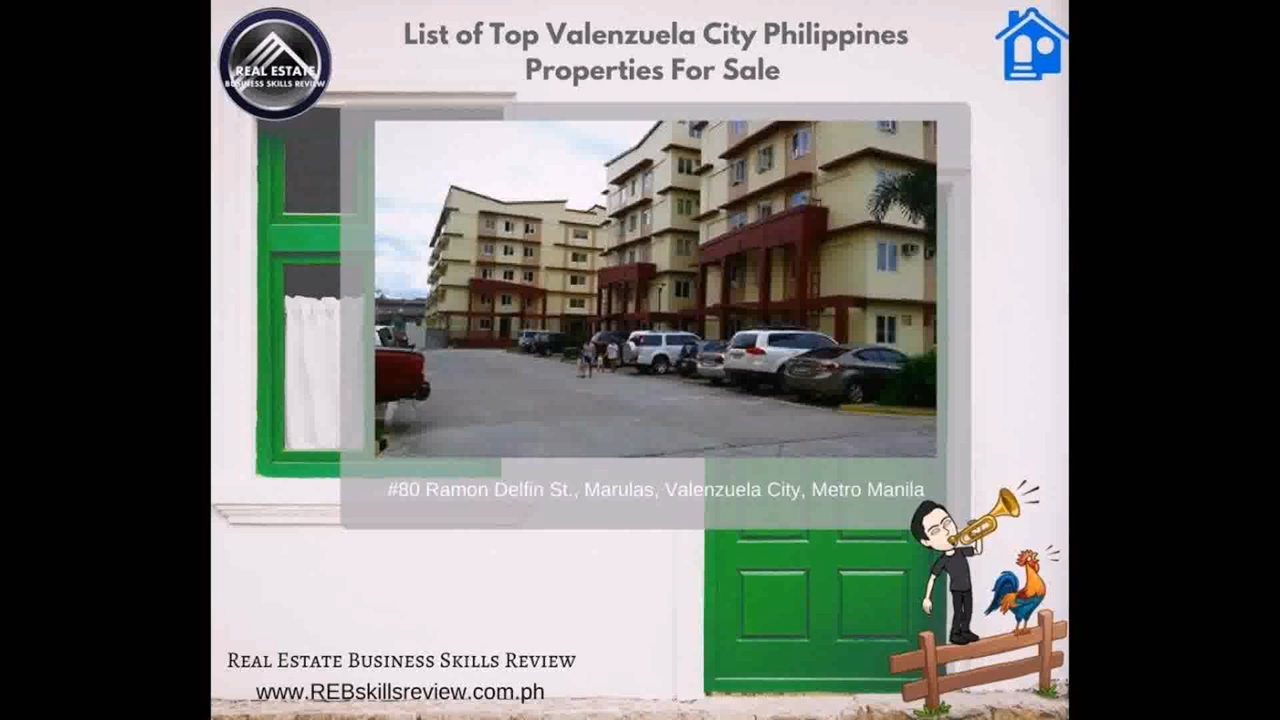 REAL ESTATE
BUSINESS SKILLS REVIEW
List of Top Valenzuela City Philippines
Properties For Sale
#80 Ramon Delfin St., Marulas, Valenzuela City, Metro Manila
Real Estate Business Skills Review
www.REBskillsreview.com.ph